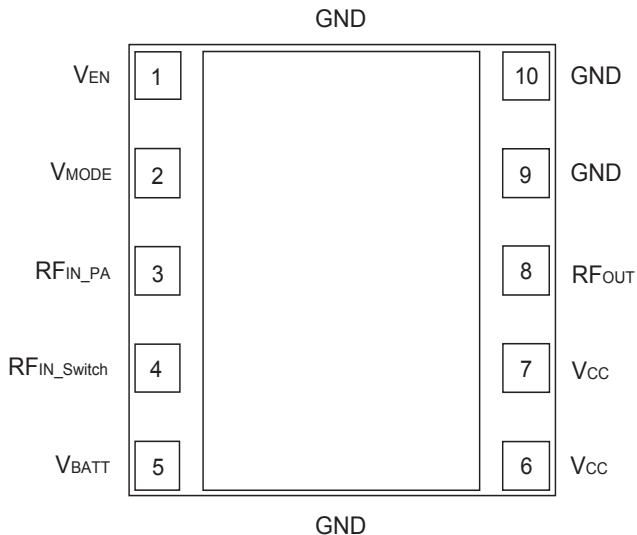 GND
VEN 1 10 GND
VMODE 2 9 GND
RFIN_PA 3 8 RFOUT
RFIN_Switch 4 7 VCC
VBATT 5 6 VCC
GND